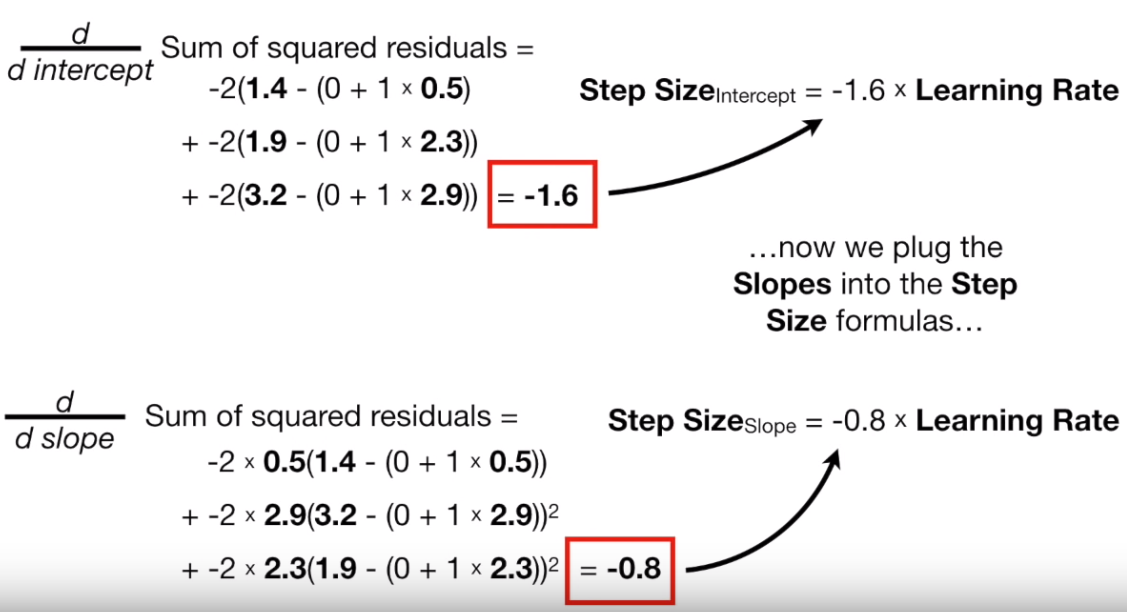 d
d intercept
Sum of squared residuals =
-2(1.4 - (0 + 1 × 0.5)
+ -2(1.9 - (0 + 1 × 2.3))
+ -2(3.2 - (0 + 1 × 2.9)) = -1.6
Step SizeIntercept = -1.6 × Learning Rate
…now we plug the
Slopes into the Step
Size formulas…
d
d slope
Sum of squared residuals =
-2 × 0.5(1.4 - (0 + 1 × 0.5))
+ -2 × 2.9(3.2 - (0 + 1 × 2.9))²
+ -2 × 2.3(1.9 - (0 + 1 × 2.3))² = -0.8
Step SizeSlope = -0.8 × Learning Rate